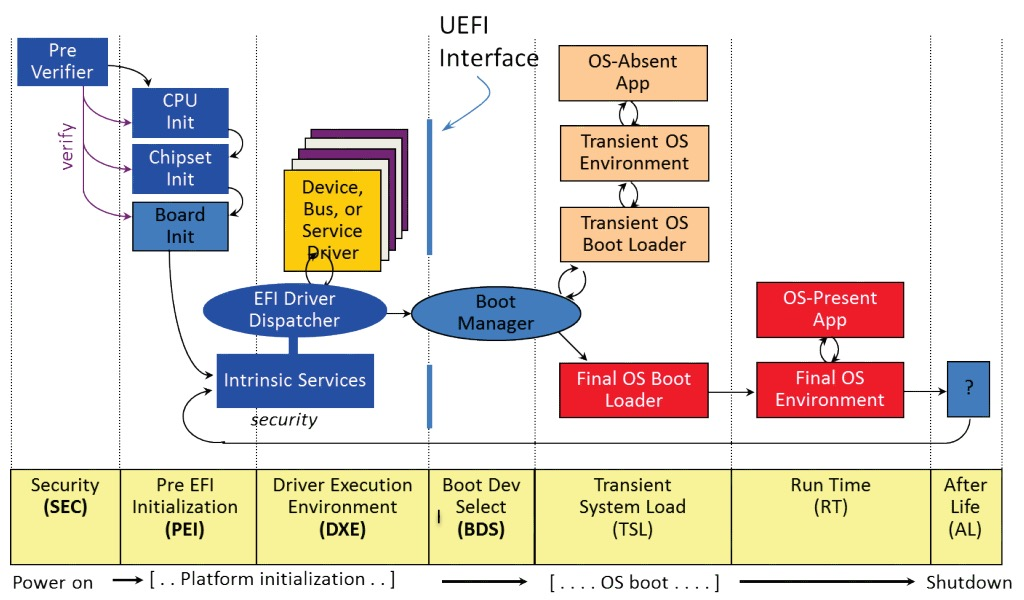 UEFI
Interface
Pre
Verifier
verify
CPU
Init
Chipset
Init
Board
Init
Device,
Bus, or
Service
Driver
EFI Driver
Dispatcher
Intrinsic Services
security
Boot
Manager
OS-Absent
App
Transient OS
Environment
Transient OS
Boot Loader
Final OS Boot
Loader
OS-Present
App
Final OS
Environment
?
Security
(SEC)
Pre EFI
Initialization
(PEI)
Driver Execution
Environment
(DXE)
Boot Dev
Select (BDS)
Transient
System Load
(TSL)
Run Time
(RT)
After
Life
(AL)
Power on
[ . . Platform initialization . . ]
[ . . . . OS boot . . . . ]
Shutdown